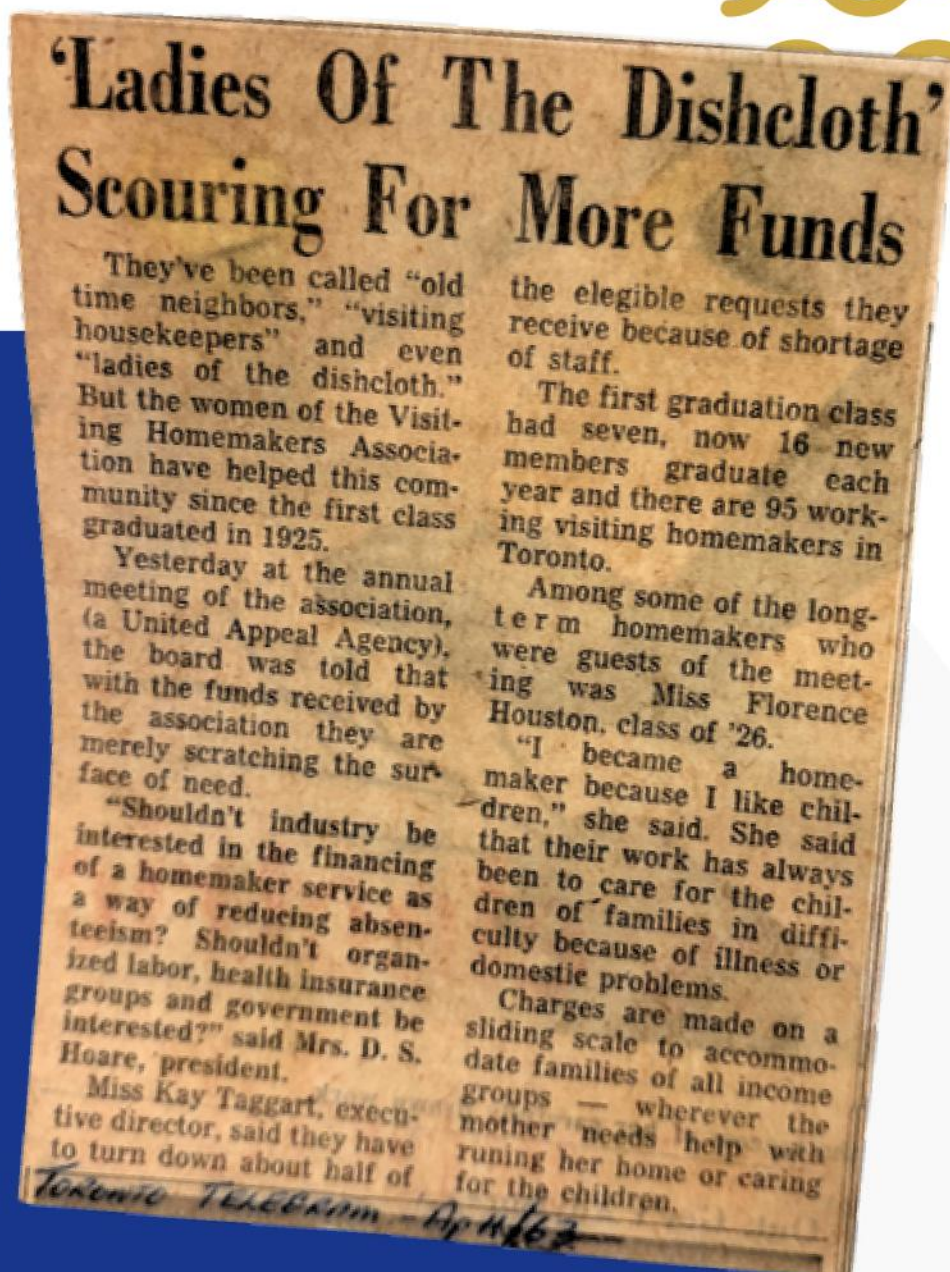 'Ladies Of The Dishcloth'
Scouring For More Funds
They've been called "old
time neighbors," "visiting
housekeepers" and even
"ladies of the dishcloth."
But the women of the Visit-
ing Homemakers Associa-
tion have helped this com-
munity since the first class
graduated in 1925.
Yesterday at the annual
meeting of the association,
(a United Appeal Agency),
the board was told that
with the funds received by
the association they are
merely scratching the sur-
face of need.
"Shouldn't industry be
interested in the financing
of a homemaker service as
a way of reducing absen-
teeism? Shouldn't organ-
ized labor, health insurance
groups and government be
interested?" said Mrs. D. S.
Hoare, president.
Miss Kay Taggart, execu-
tive director, said they have
to turn down about half of
the elegible requests they
receive because of shortage
of staff.
The first graduation class
had seven, now 16 new
members graduate each
year and there are 95 work-
ing visiting homemakers in
Toronto.
Among some of the long-
term homemakers who
were guests of the meet-
ing was Miss Florence
Houston, class of '26.
"I became a home-
maker because I like chil-
dren," she said. She said
that their work has always
been to care for the chil-
dren of families in diffi-
culty because of illness or
domestic problems.
Charges are made on a
sliding scale to accommo-
date families of all income
groups — wherever the
mother needs help with
runing her home or caring
for the children.
TORONTO TELEGRAM - Ap